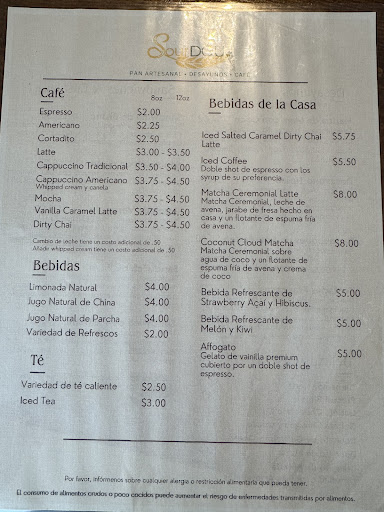 Sour DOU
PAN ARTESANAL • DESAYUNOS • CAFÉ
Café
8oz 12oz
Espresso $2.00
Americano $2.25
Cortadito $2.50
Latte $3.00 - $3.50
Cappuccino Tradicional $3.50 - $4.00
Cappuccino Americano $3.75 - $4.50
Whipped cream y canela
Mocha $3.75 - $4.50
Vanilla Caramel Latte $3.75 - $4.50
Dirty Chai $3.75 - $4.50
Cambio de leche tiene un costo adicional de .50
Añadir whipped cream tiene un costo adicional de .50
Bebidas
Limonada Natural $4.00
Jugo Natural de China $4.00
Jugo Natural de Parcha $4.00
Variedad de Refrescos $2.00
Té
Variedad de té caliente $2.50
Iced Tea $3.00
Bebidas de la Casa
Iced Salted Caramel Dirty Chai $5.75
Latte
Iced Coffee $5.50
Doble shot de espresso con los
syrup de su preferencia.
Matcha Ceremonial Latte $8.00
Matcha Ceremonial, leche de
avena, jarabe de fresa hecho en
casa y un flotante de espuma fría
de avena.
Coconut Cloud Matcha $8.00
Matcha Ceremonial sobre
agua de coco y un flotante de
espuma fría de avena y crema
de coco
Bebida Refrescante de $5.00
Strawberry Açaí y Hibiscus.
Bebida Refrescante de $5.00
Melón y Kiwi
Affogato $5.00
Gelato de vainilla premium
cubierto por un doble shot de
espresso.
Por favor, infórmenos sobre cualquier alergia o restricción alimentaria que pueda tener.
El consumo de alimentos crudos o poco cocidos puede aumentar el riesgo de enfermedades transmitidas por alimentos.